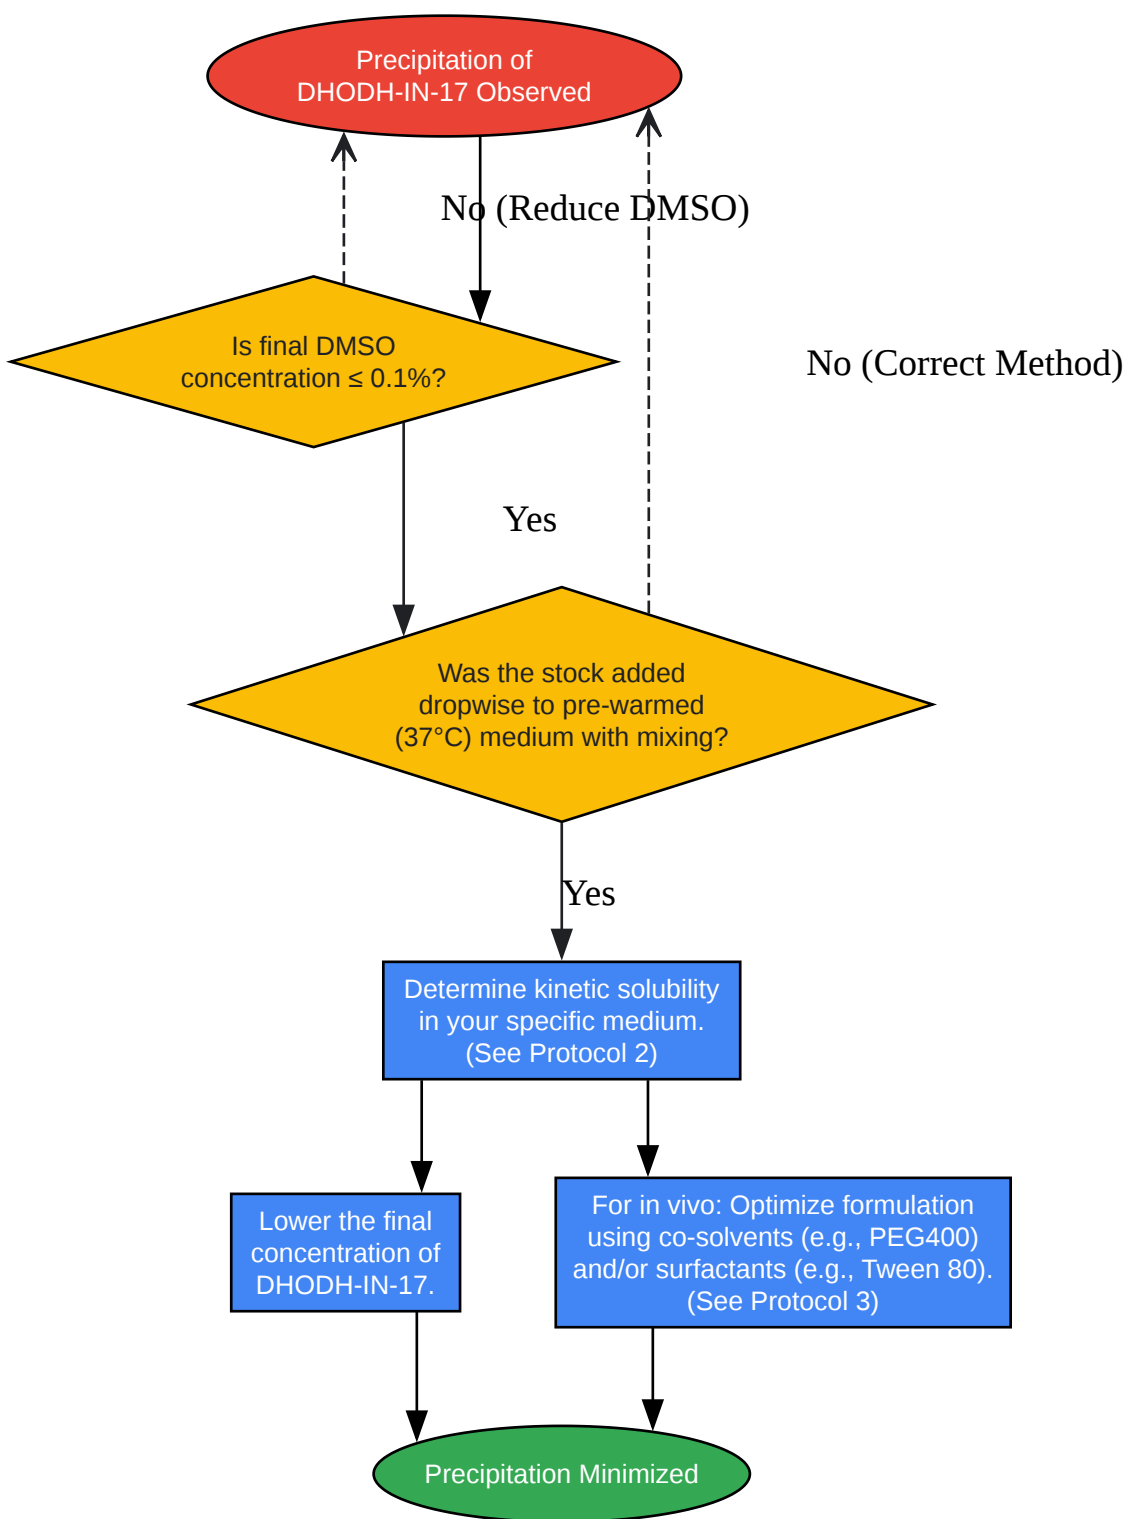 Precipitation of
DHODH-IN-17 Observed
No (Reduce DMSO)
Is final DMSO
concentration ≤ 0.1%?
No (Correct Method)
Yes
Was the stock added
dropwise to pre-warmed
(37°C) medium with mixing?
Yes
Determine kinetic solubility
in your specific medium.
(See Protocol 2)
Lower the final
concentration of
DHODH-IN-17.
For in vivo: Optimize formulation
using co-solvents (e.g., PEG400)
and/or surfactants (e.g., Tween 80).
(See Protocol 3)
Precipitation Minimized